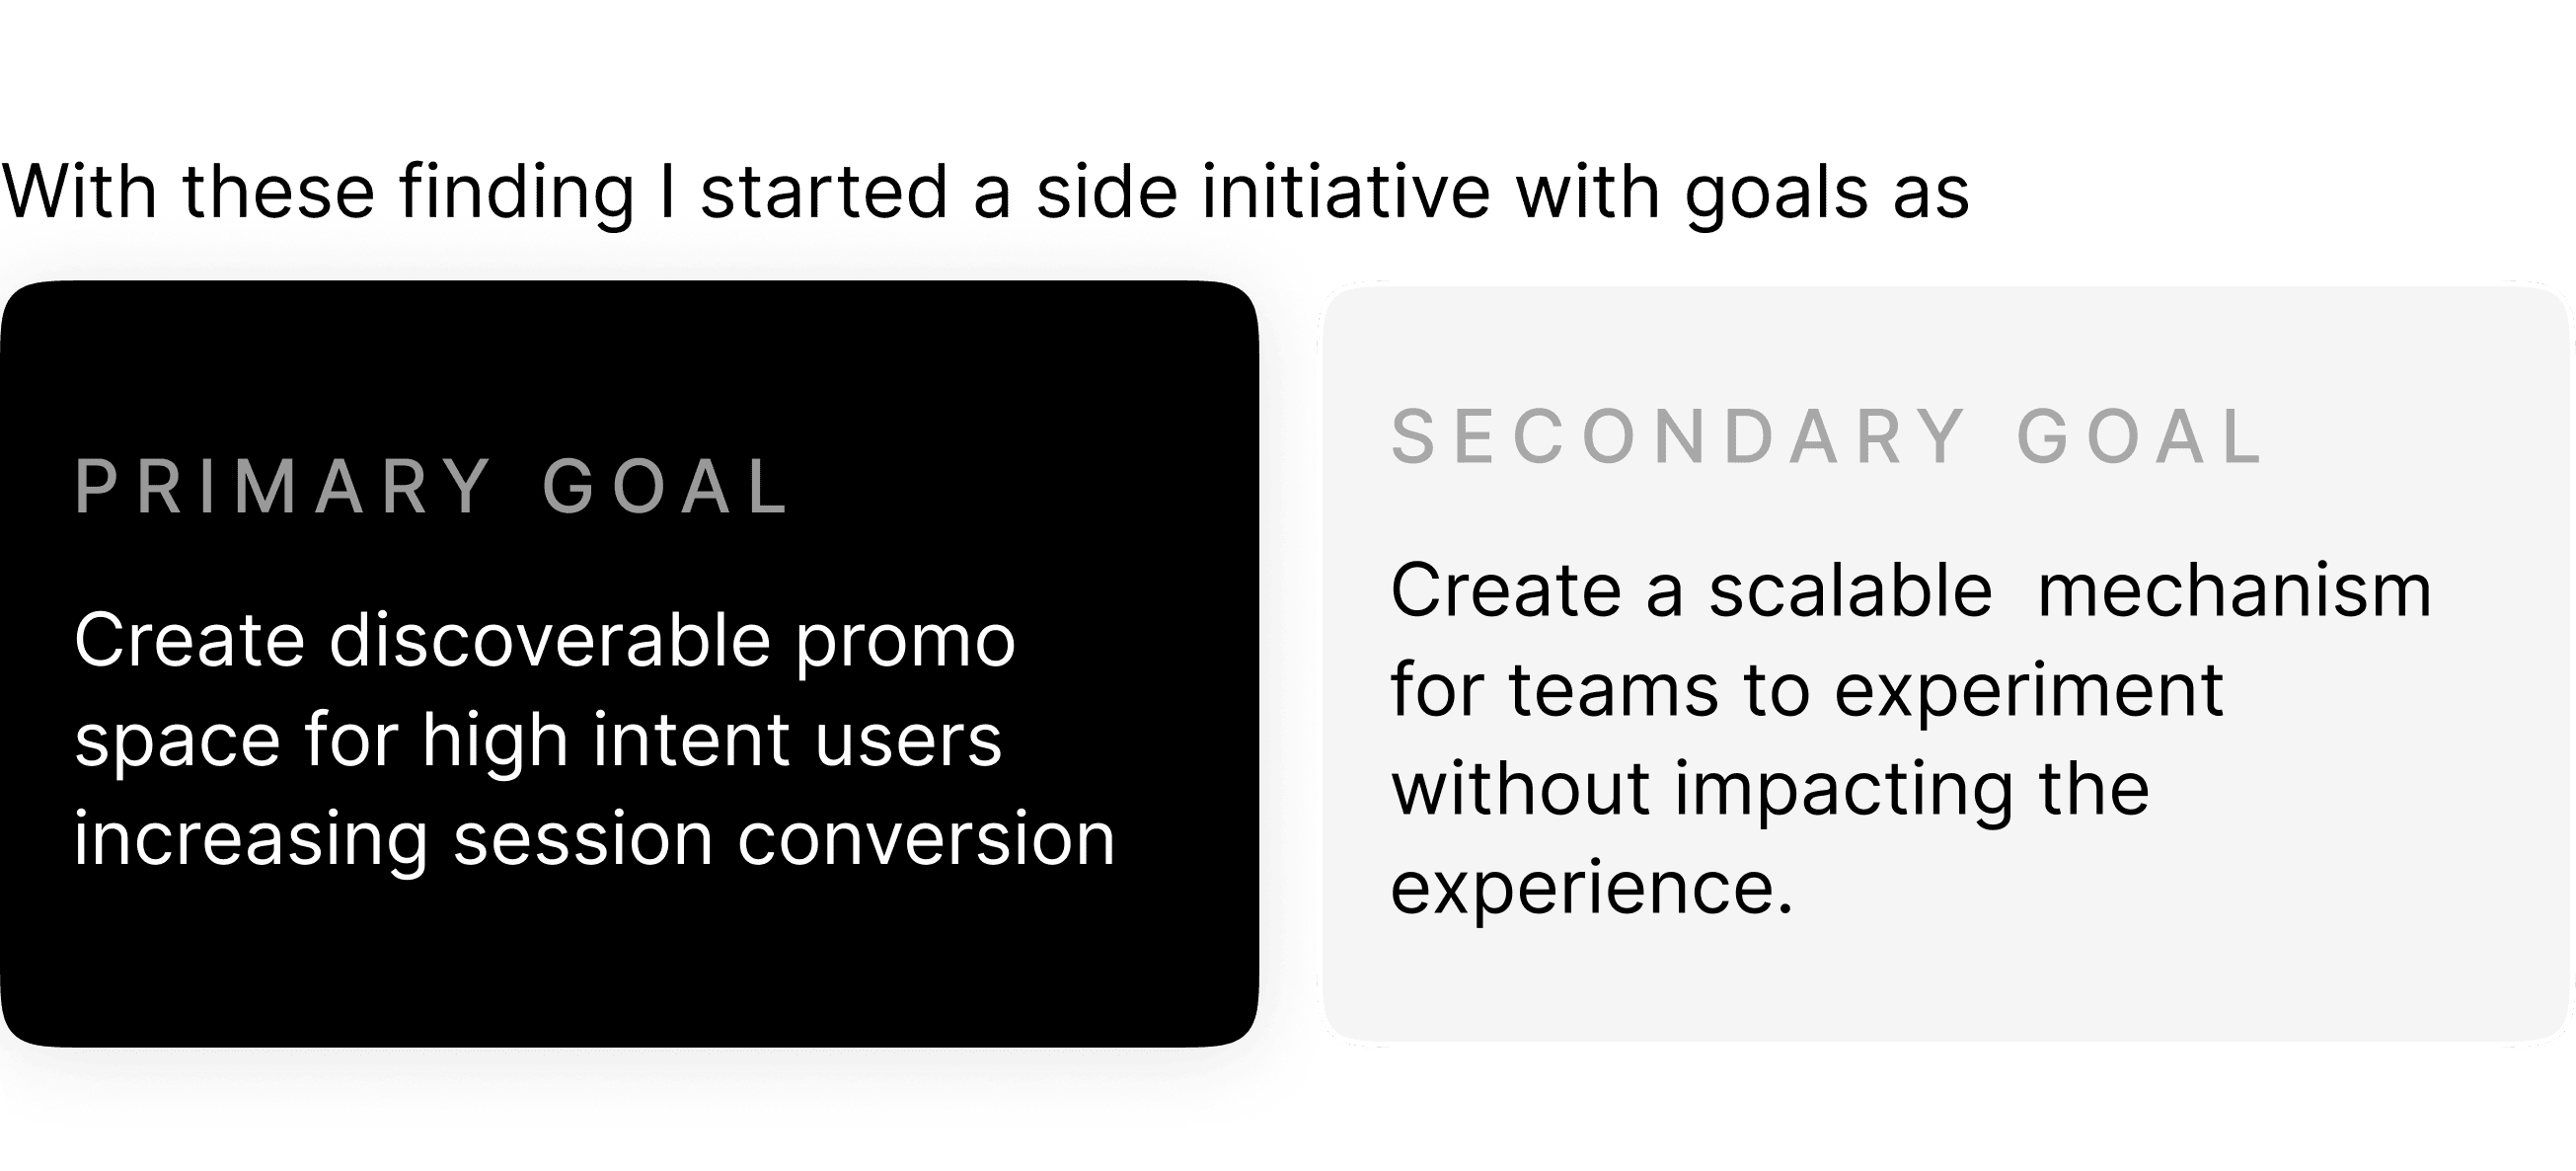 With these finding I started a side initiative with goals as
PRIMARY GOAL
Create discoverable promo
space for high intent users
increasing session conversion
SECONDARY GOAL
Create a scalable  mechanism
for teams to experiment
without impacting the
experience.